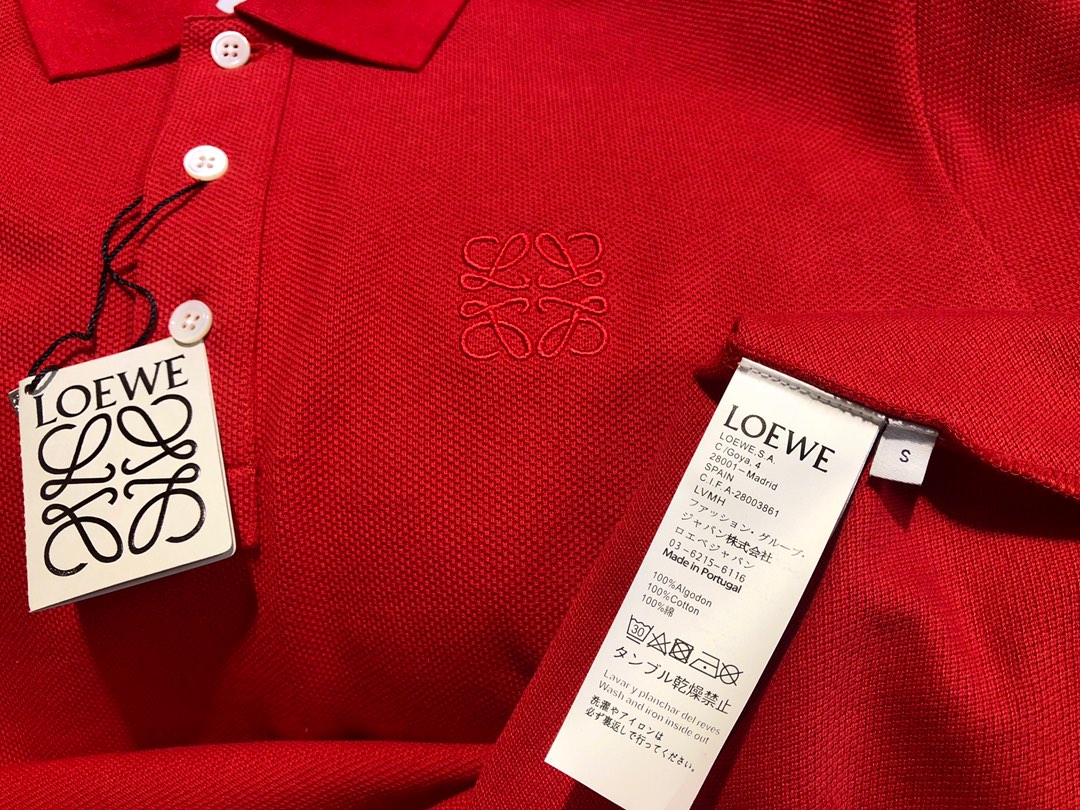 LOEWE
LOEWE
LOEWE,S.A.
C/Goya, 4
28001-Madrid
SPAIN
C.I.F.A-28003861
LVMH
ファッション・グループ・
ジャパン株式会社
ロエベジャパン
03-6215-6116
Made in Portugal
100%Algodon
100%Cotton
100%綿
30
タンブル乾燥禁止
Lavar y planchar del reves
Wash and iron inside out
洗濯やアイロンは
必ず裏返しで行ってください。
S